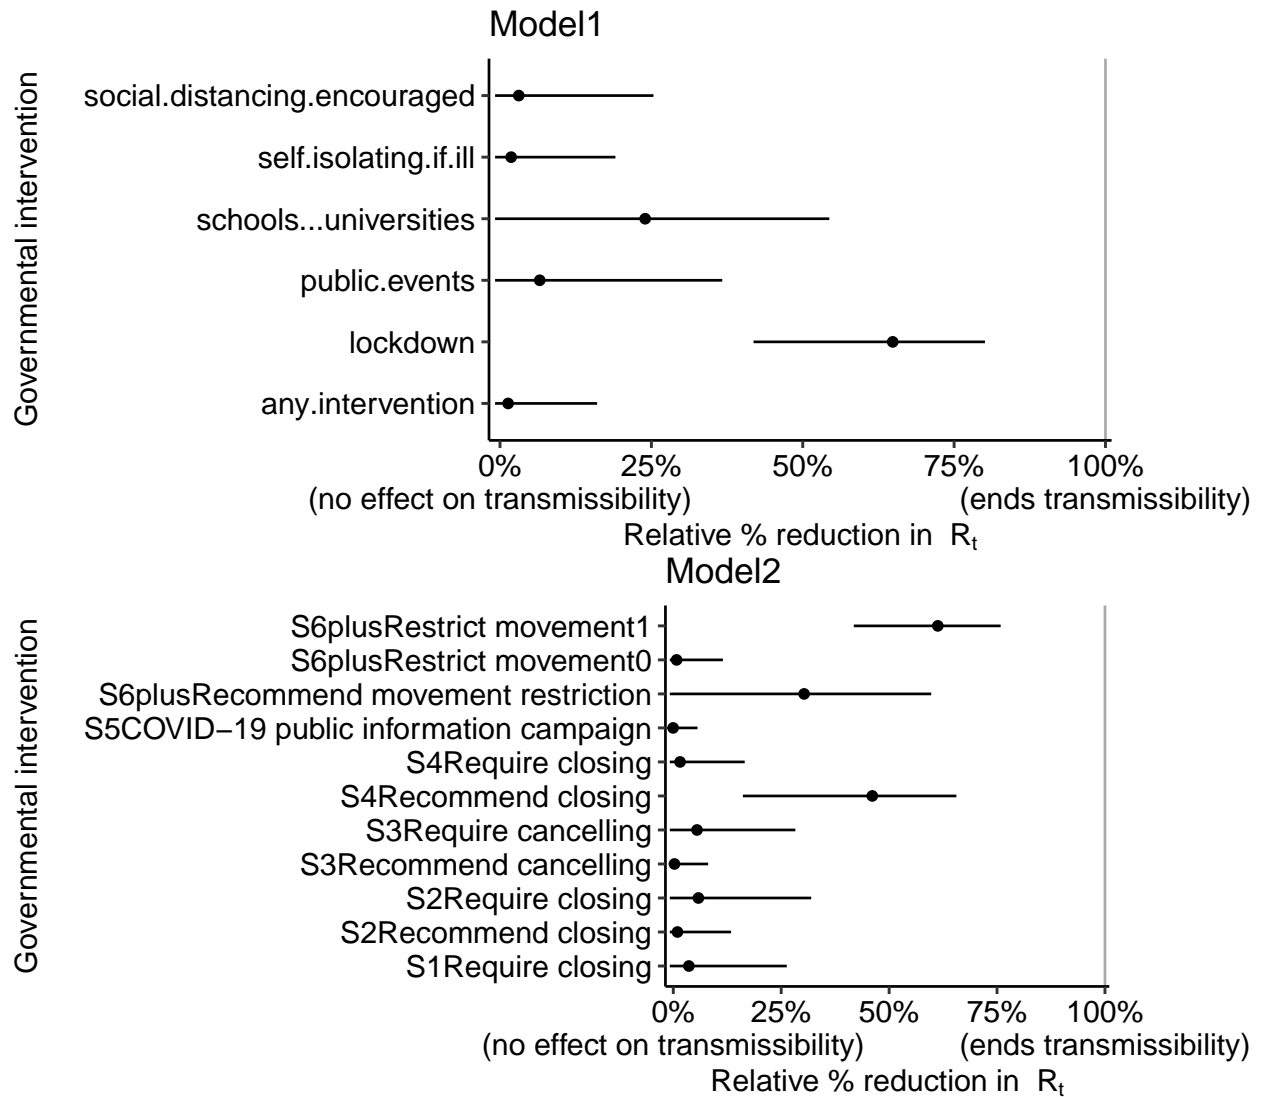 Model1
Governmental intervention
social.distancing.encouraged
self.isolating.if.ill
schools...universities
public.events
lockdown
any.intervention
0% 25% 50% 75% 100%
(no effect on transmissibility) (ends transmissibility)
Relative % reduction in Rt
Model2
Governmental intervention
S6plusRestrict movement1
S6plusRestrict movement0
S6plusRecommend movement restriction
S5COVID−19 public information campaign
S4Require closing
S4Recommend closing
S3Require cancelling
S3Recommend cancelling
S2Require closing
S2Recommend closing
S1Require closing
0% 25% 50% 75% 100%
(no effect on transmissibility) (ends transmissibility)
Relative % reduction in Rt